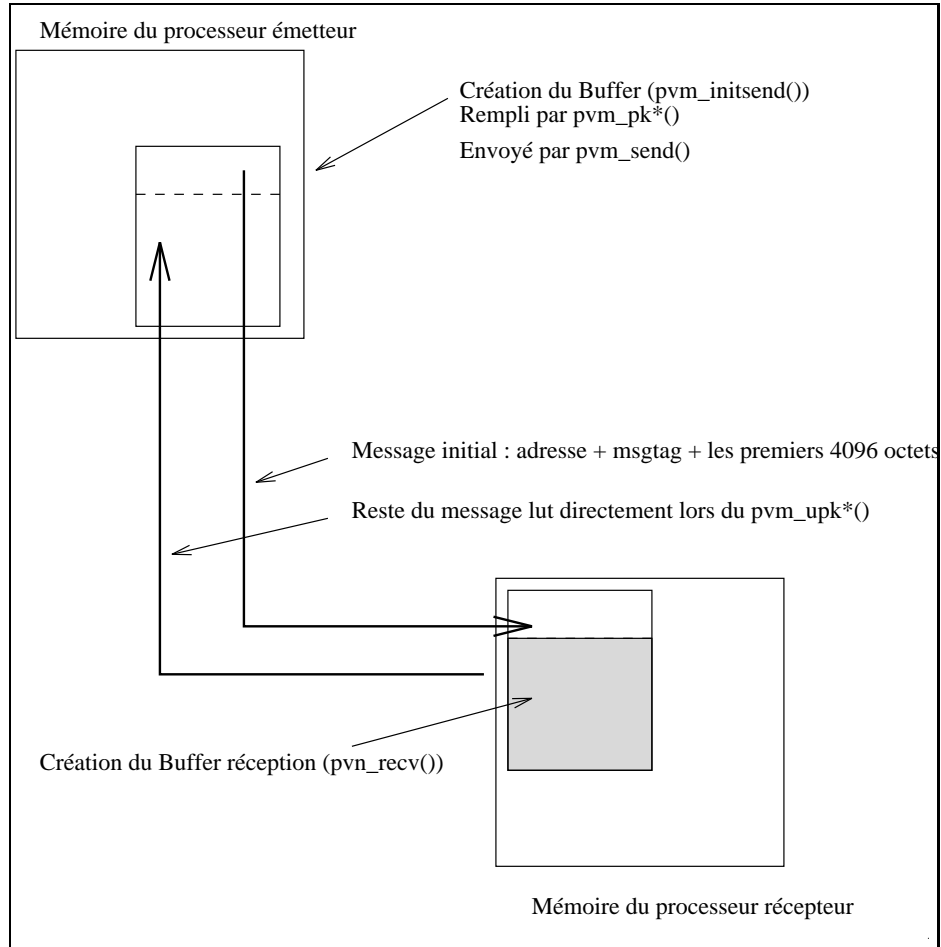 Mémoire du processeur émetteur
Création du Buffer (pvm_initsend())
Rempli par pvm_pk*()
Envoyé par pvm_send()
Message initial : adresse + msgtag + les premiers 4096 octets
Reste du message lut directement lors du pvm_upk*()
Création du Buffer réception (pvn_recv())
Mémoire du processeur récepteur